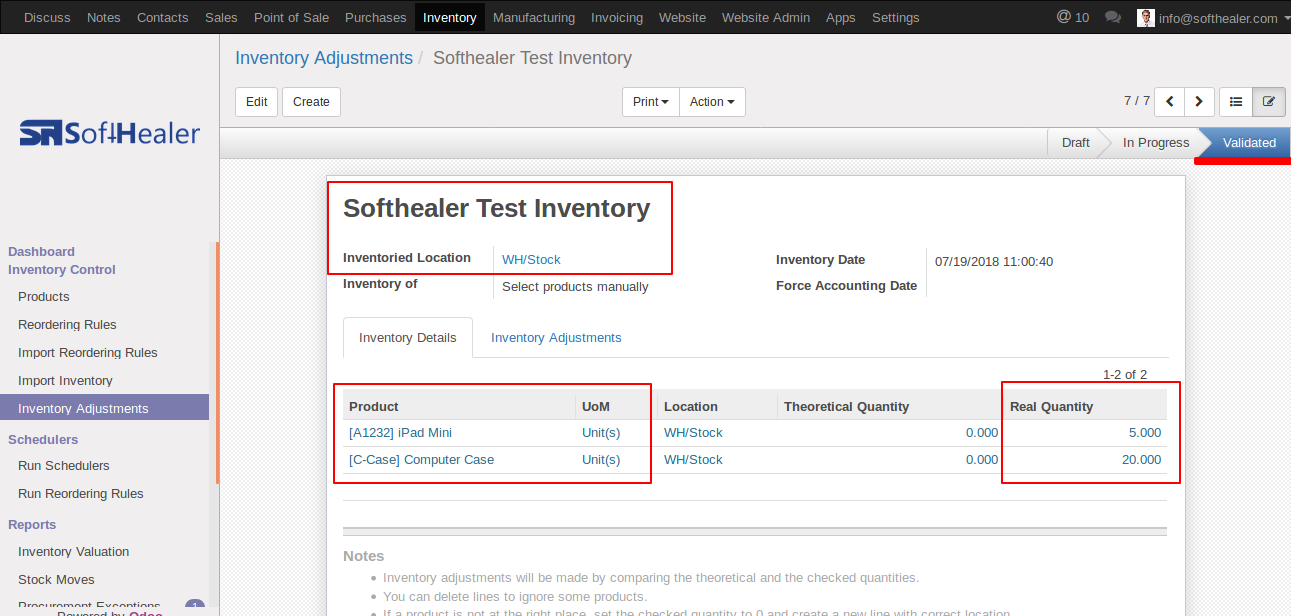 Discuss Notes Contacts Sales Point of Sale Purchases Inventory Manufacturing Invoicing Website Website Admin Apps Settings @ 10 info@softhealer.com
Inventory Adjustments / Softhealer Test Inventory
Edit Create Print Action 7 / 7
SoftHealer
Draft In Progress Validated
Dashboard
Inventory Control
Products
Reordering Rules
Import Reordering Rules
Import Inventory
Inventory Adjustments
Schedulers
Run Schedulers
Run Reordering Rules
Reports
Inventory Valuation
Stock Moves
Procurement Exceptions 1
Powered by Odoo
Softhealer Test Inventory
Inventoried Location WH/Stock Inventory Date 07/19/2018 11:00:40
Inventory of Select products manually Force Accounting Date
Inventory Details Inventory Adjustments
1-2 of 2
Product UoM Location Theoretical Quantity Real Quantity
[A1232] iPad Mini Unit(s) WH/Stock 0.000 5.000
[C-Case] Computer Case Unit(s) WH/Stock 0.000 20.000
Notes
Inventory adjustments will be made by comparing the theoretical and the checked quantities.
You can delete lines to ignore some products.
If a product is not at the right place, set the checked quantity to 0 and create a new line with correct location.